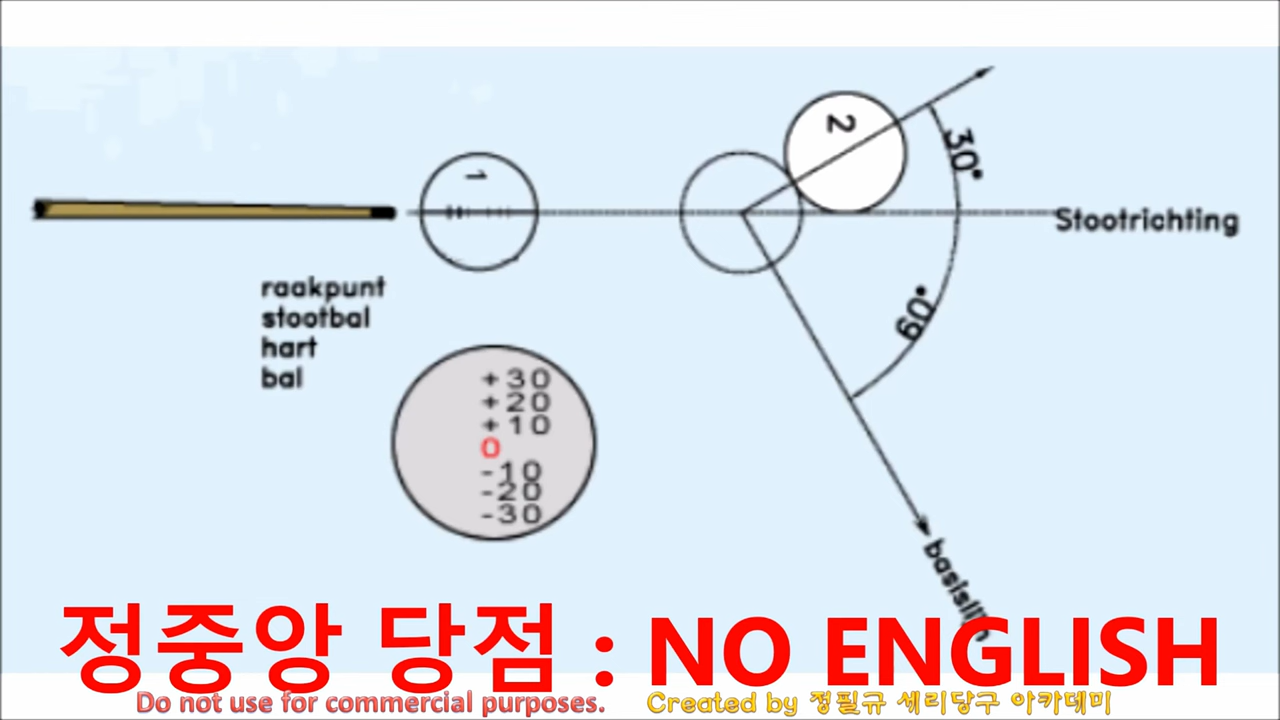 1
2
30°
Stootrichting
60°
raakpunt
stootbal
hart
bal
+30
+20
+10
0
-10
-20
-30
정중앙 당점 : NO ENGLISH
Do not use for commercial purposes.
Created by 정필규 세리당구 아카데미